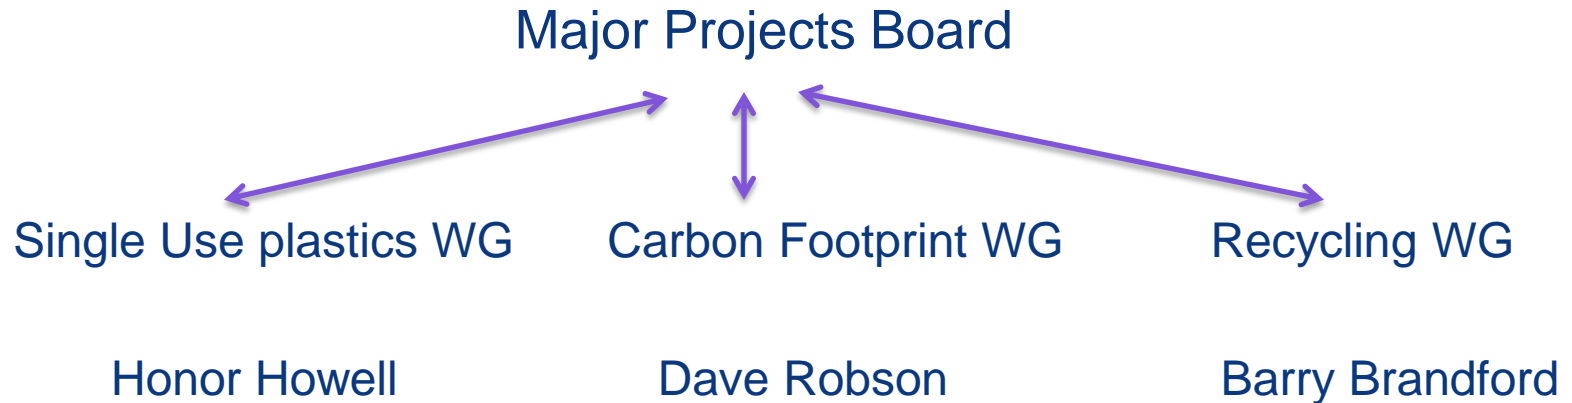 Major Projects Board
Single Use plastics WG
Carbon Footprint WG
Recycling WG
Honor Howell
Dave Robson
Barry Brandford